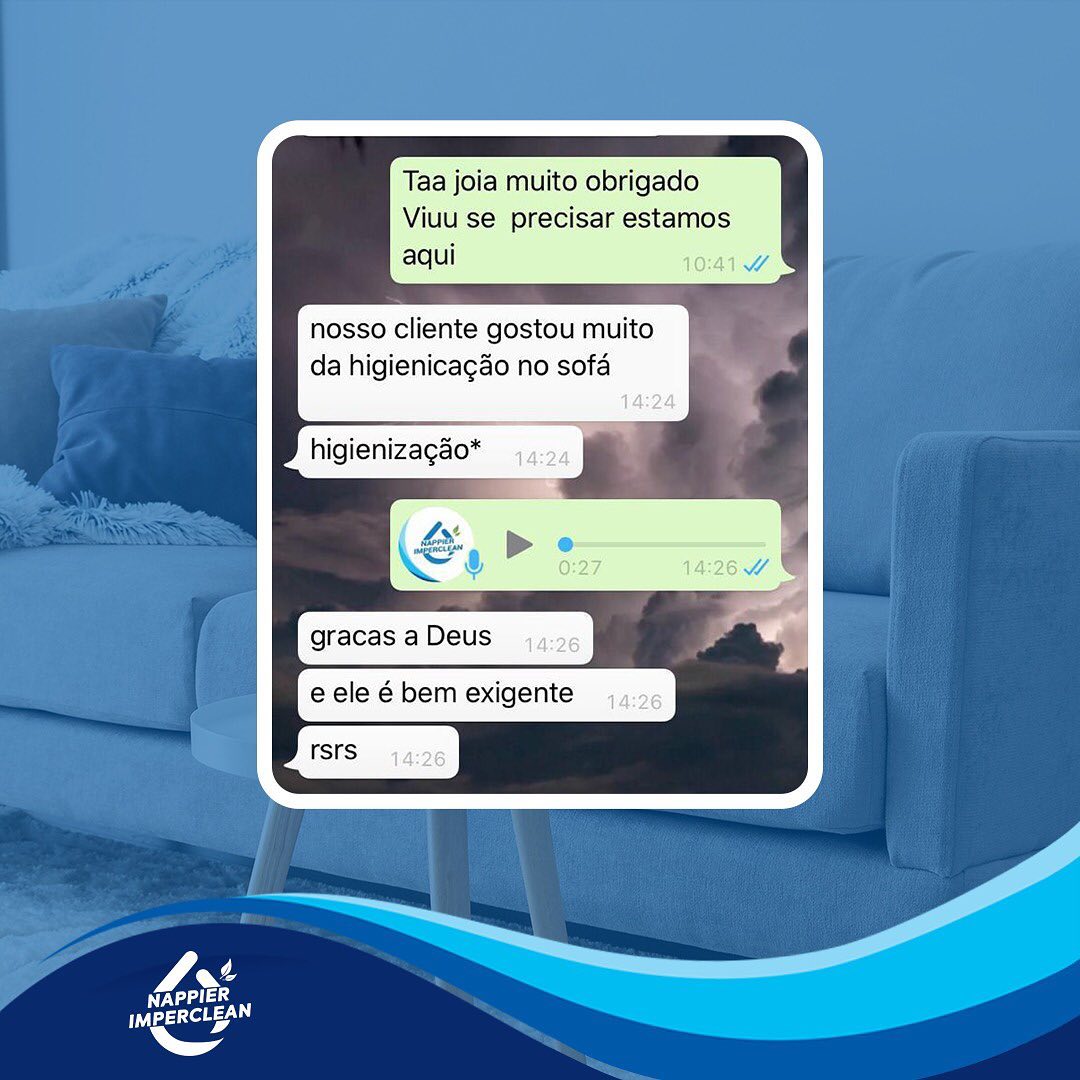 Taa joia muito obrigado
Viuu se  precisar estamos
aqui
10:41
nosso cliente gostou muito
da higienicação no sofá
14:24
higienização*
14:24
NAPPIER
IMPERCLEAN
0:27
14:26
gracas a Deus
14:26
e ele é bem exigente
14:26
rsrs
14:26
NAPPIER
IMPERCLEAN